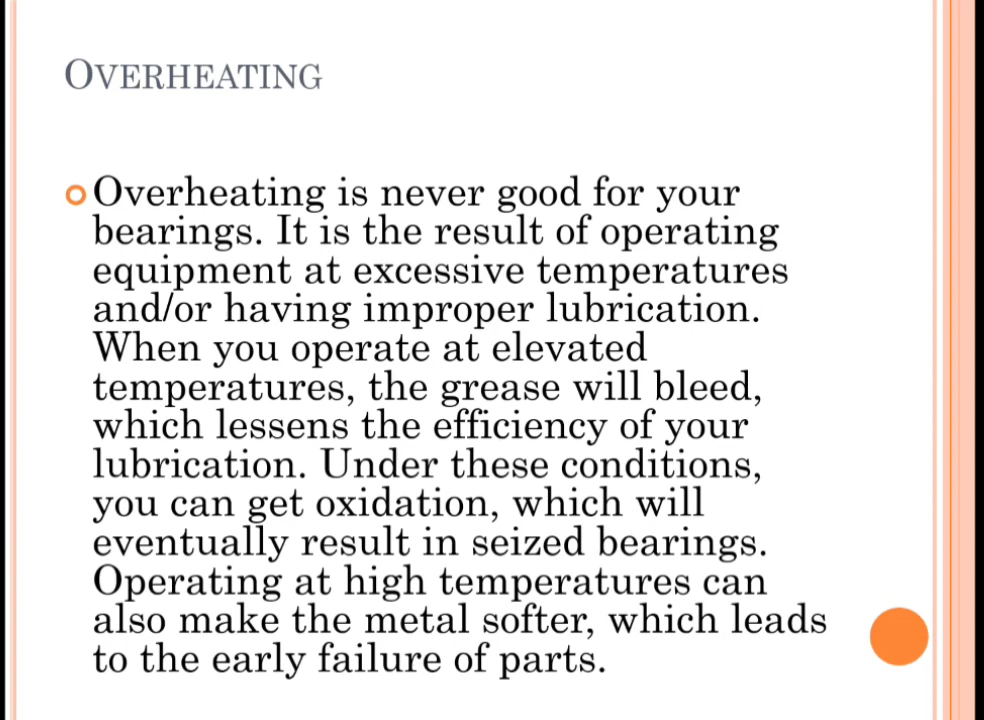 OVERHEATING
Overheating is never good for your
bearings. It is the result of operating
equipment at excessive temperatures
and/or having improper lubrication.
When you operate at elevated
temperatures, the grease will bleed,
which lessens the efficiency of your
lubrication. Under these conditions,
you can get oxidation, which will
eventually result in seized bearings.
Operating at high temperatures can
also make the metal softer, which leads
to the early failure of parts.